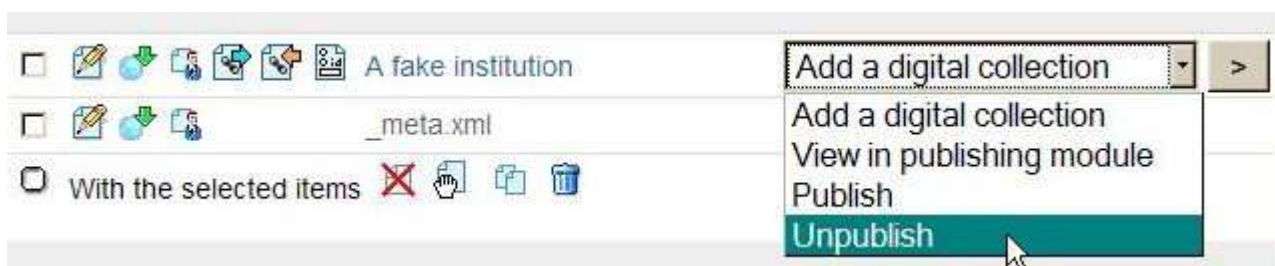 A fake institution
Add a digital collection
>
_meta.xml
With the selected items
Add a digital collection
View in publishing module
Publish
Unpublish